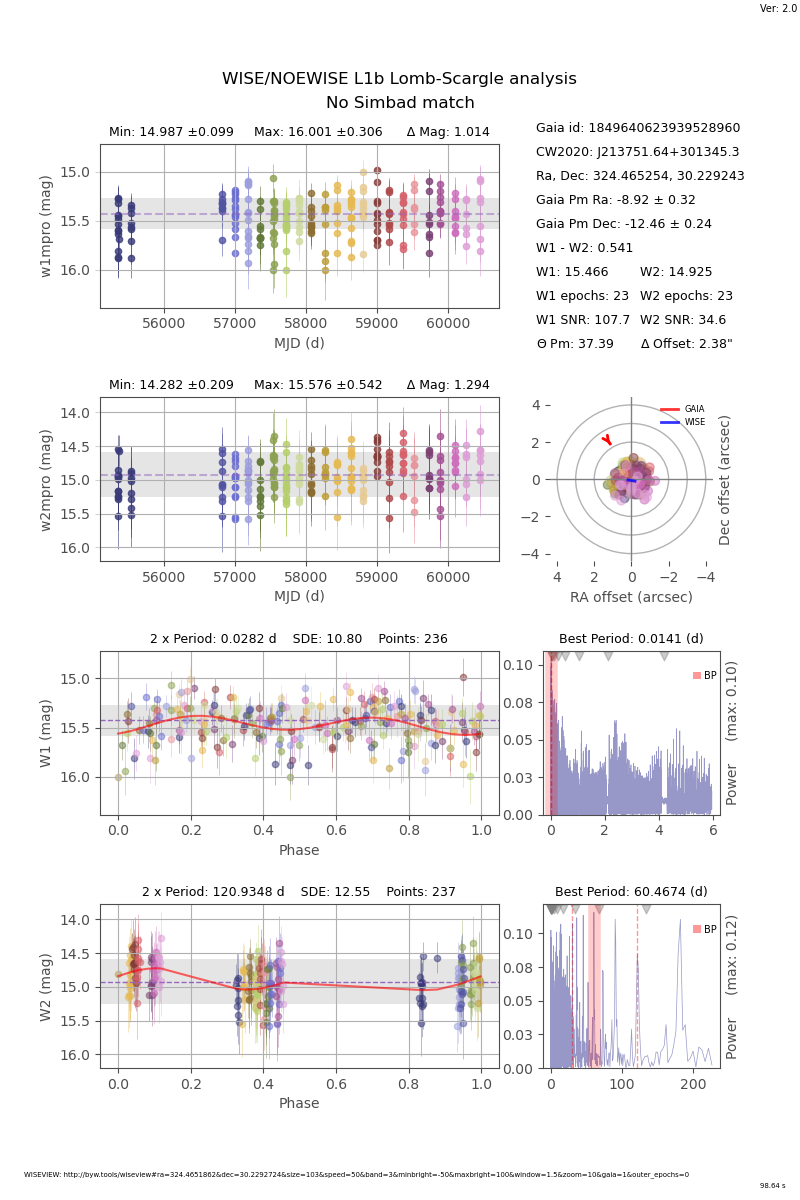 Ver: 2.0
WISE/NOEWISE L1b Lomb-Scargle analysis
No Simbad match
Min: 14.987 ±0.099 Max: 16.001 ±0.306 Δ Mag: 1.014
15.0
15.5
16.0
w1mpro (mag)
56000 57000 58000 59000 60000
MJD (d)
Gaia id: 1849640623939528960
CW2020: J213751.64+301345.3
Ra, Dec: 324.465254, 30.229243
Gaia Pm Ra: -8.92 ± 0.32
Gaia Pm Dec: -12.46 ± 0.24
W1 - W2: 0.541
W1: 15.466 W2: 14.925
W1 epochs: 23 W2 epochs: 23
W1 SNR: 107.7 W2 SNR: 34.6
Θ Pm: 37.39 Δ Offset: 2.38"
Min: 14.282 ±0.209 Max: 15.576 ±0.542 Δ Mag: 1.294
14.0
14.5
15.0
15.5
16.0
w2mpro (mag)
56000 57000 58000 59000 60000
MJD (d)
GAIA
WISE
4
2
0
−2
−4
4 2 0 −2 −4
RA offset (arcsec)
Dec offset (arcsec)
2 x Period: 0.0282 d SDE: 10.80 Points: 236
15.0
15.5
16.0
W1 (mag)
0.0 0.2 0.4 0.6 0.8 1.0
Phase
Best Period: 0.0141 (d)
BP
0.10
0.08
0.05
0.03
0.00
0 2 4 6
Power (max: 0.10)
2 x Period: 120.9348 d SDE: 12.55 Points: 237
14.0
14.5
15.0
15.5
16.0
W2 (mag)
0.0 0.2 0.4 0.6 0.8 1.0
Phase
Best Period: 60.4674 (d)
BP
0.10
0.08
0.05
0.03
0.00
0 100 200
Power (max: 0.12)
WISEVIEW: http://byw.tools/wiseview#ra=324.4651862&dec=30.2292724&size=103&speed=50&band=3&minbright=-50&maxbright=100&window=1.5&zoom=10&gaia=1&outer_epochs=0
98.64 s